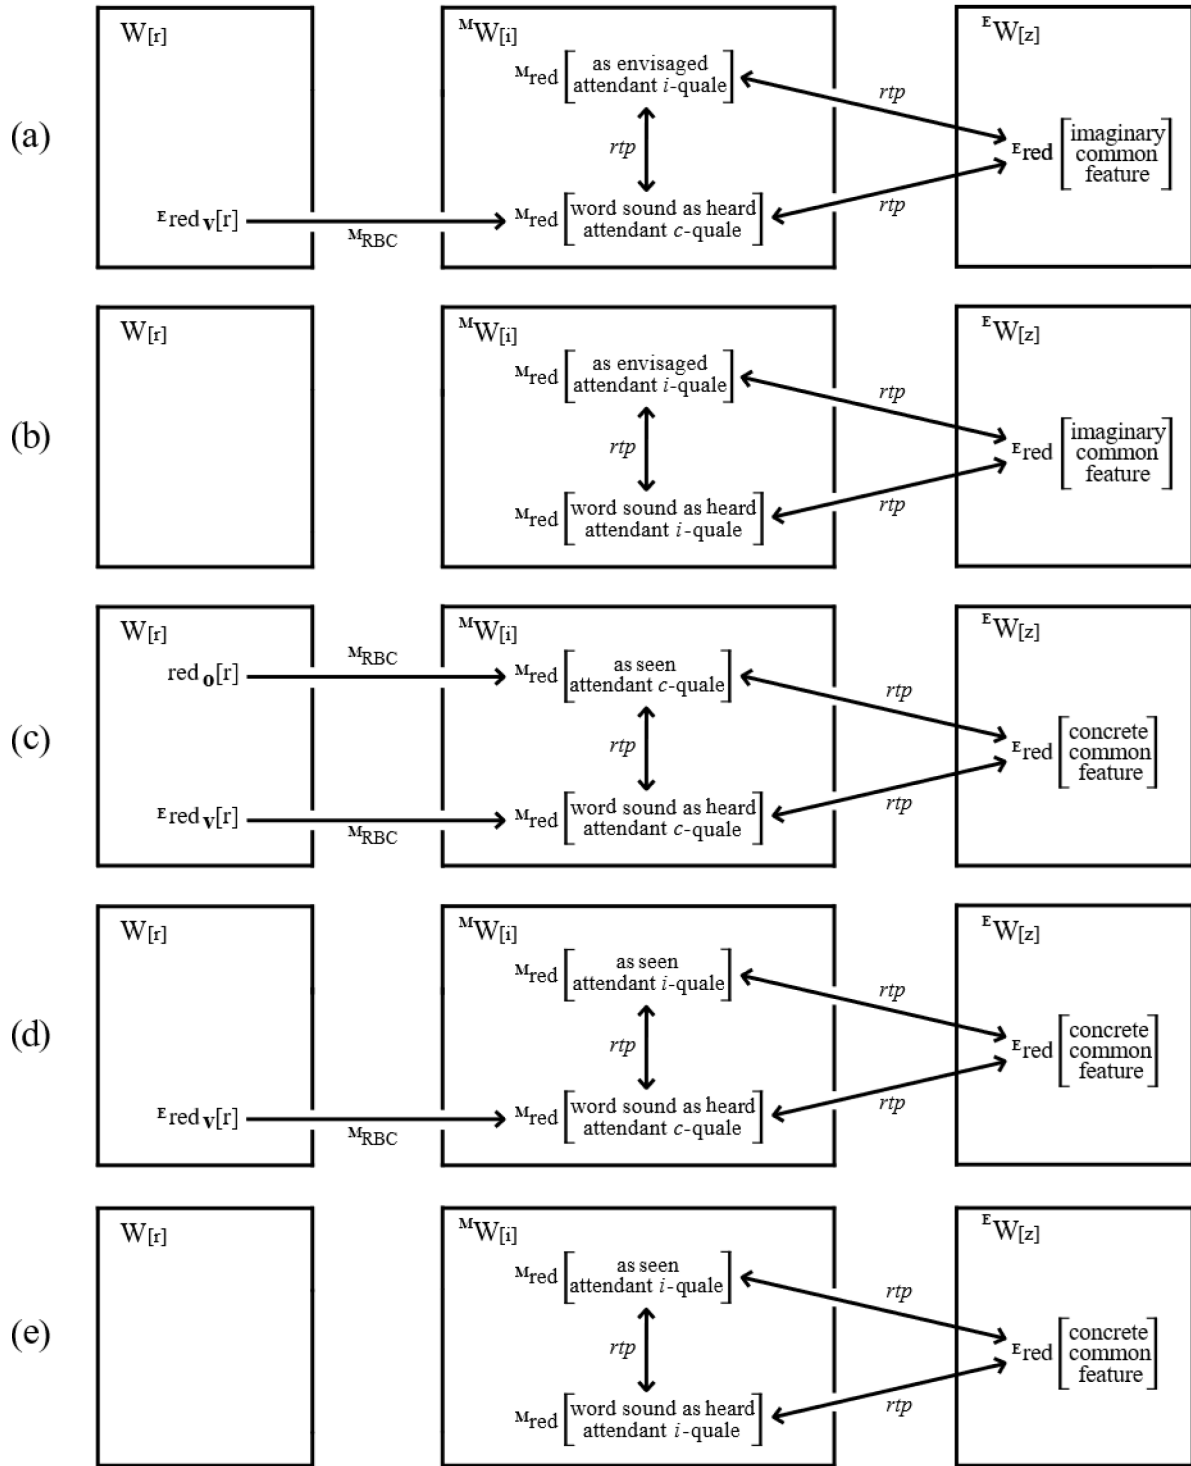 (a)
W[r]
ᴱred v[r]
ᴹRBC
ᴹW[i]
ᴹred [as envisaged
attendant i-quale]
rtp
ᴹred [word sound as heard
attendant c-quale]
rtp
rtp
ᴱW[z]
ᴱred [imaginary
common
feature]
(b)
W[r]
ᴹW[i]
ᴹred [as envisaged
attendant i-quale]
rtp
ᴹred [word sound as heard
attendant i-quale]
rtp
rtp
ᴱW[z]
ᴱred [imaginary
common
feature]
(c)
W[r]
red o[r]
ᴹRBC
ᴱred v[r]
ᴹRBC
ᴹW[i]
ᴹred [as seen
attendant c-quale]
rtp
ᴹred [word sound as heard
attendant c-quale]
rtp
rtp
ᴱW[z]
ᴱred [concrete
common
feature]
(d)
W[r]
ᴱred v[r]
ᴹRBC
ᴹW[i]
ᴹred [as seen
attendant i-quale]
rtp
ᴹred [word sound as heard
attendant c-quale]
rtp
rtp
ᴱW[z]
ᴱred [concrete
common
feature]
(e)
W[r]
ᴹW[i]
ᴹred [as seen
attendant i-quale]
rtp
ᴹred [word sound as heard
attendant i-quale]
rtp
rtp
ᴱW[z]
ᴱred [concrete
common
feature]